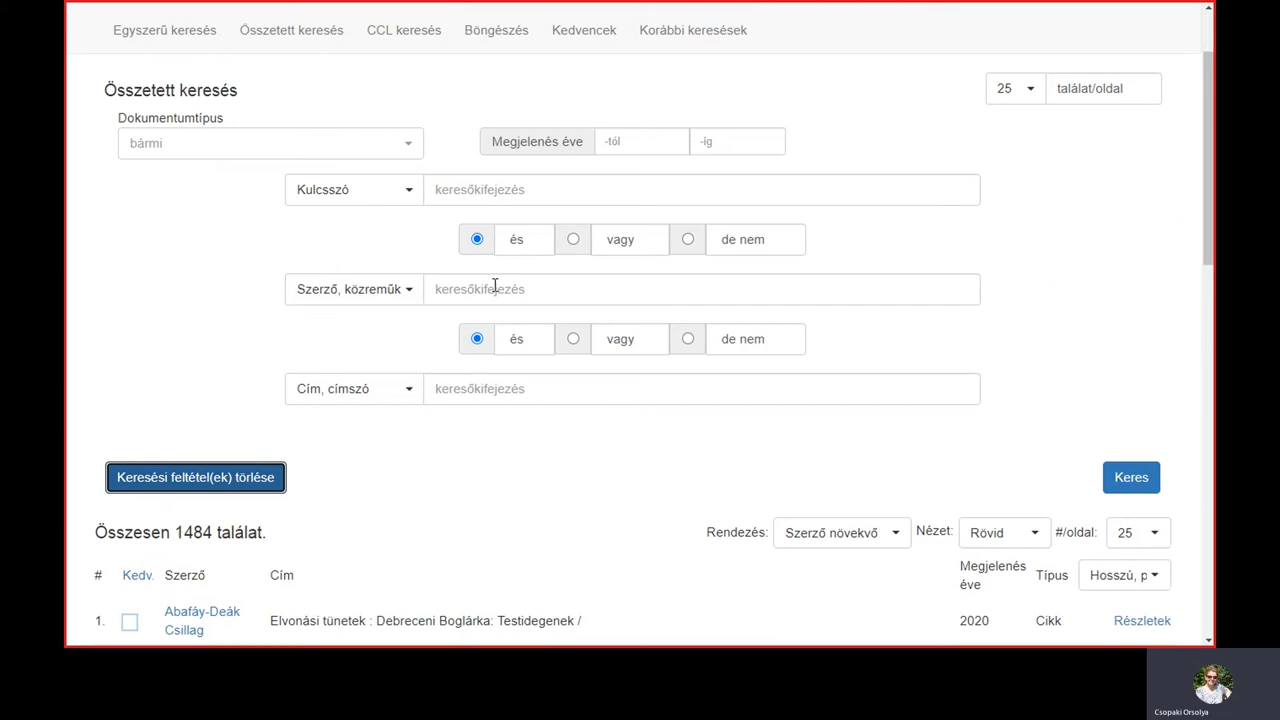 Egyszerű keresés Összetett keresés CCL keresés Böngészés Kedvencek Korábbi keresések
Összetett keresés
25 találat/oldal
Dokumentumtípus
bármi Megjelenés éve -tól -ig
Kulcsszó keresőkifejezés
és vagy de nem
Szerző, közreműk keresőkifejezés
és vagy de nem
Cím, címszó keresőkifejezés
Keresési feltétel(ek) törlése Keres
Összesen 1484 találat. Rendezés: Szerző növekvő Nézet: Rövid #/oldal: 25
# Kedv. Szerző Cím Megjelenés éve Típus Hosszú, p
1. Abafáy-Deák Csillag Elvonási tünetek : Debreceni Boglárka: Testidegenek / 2020 Cikk Részletek
Csopaki Orsolya